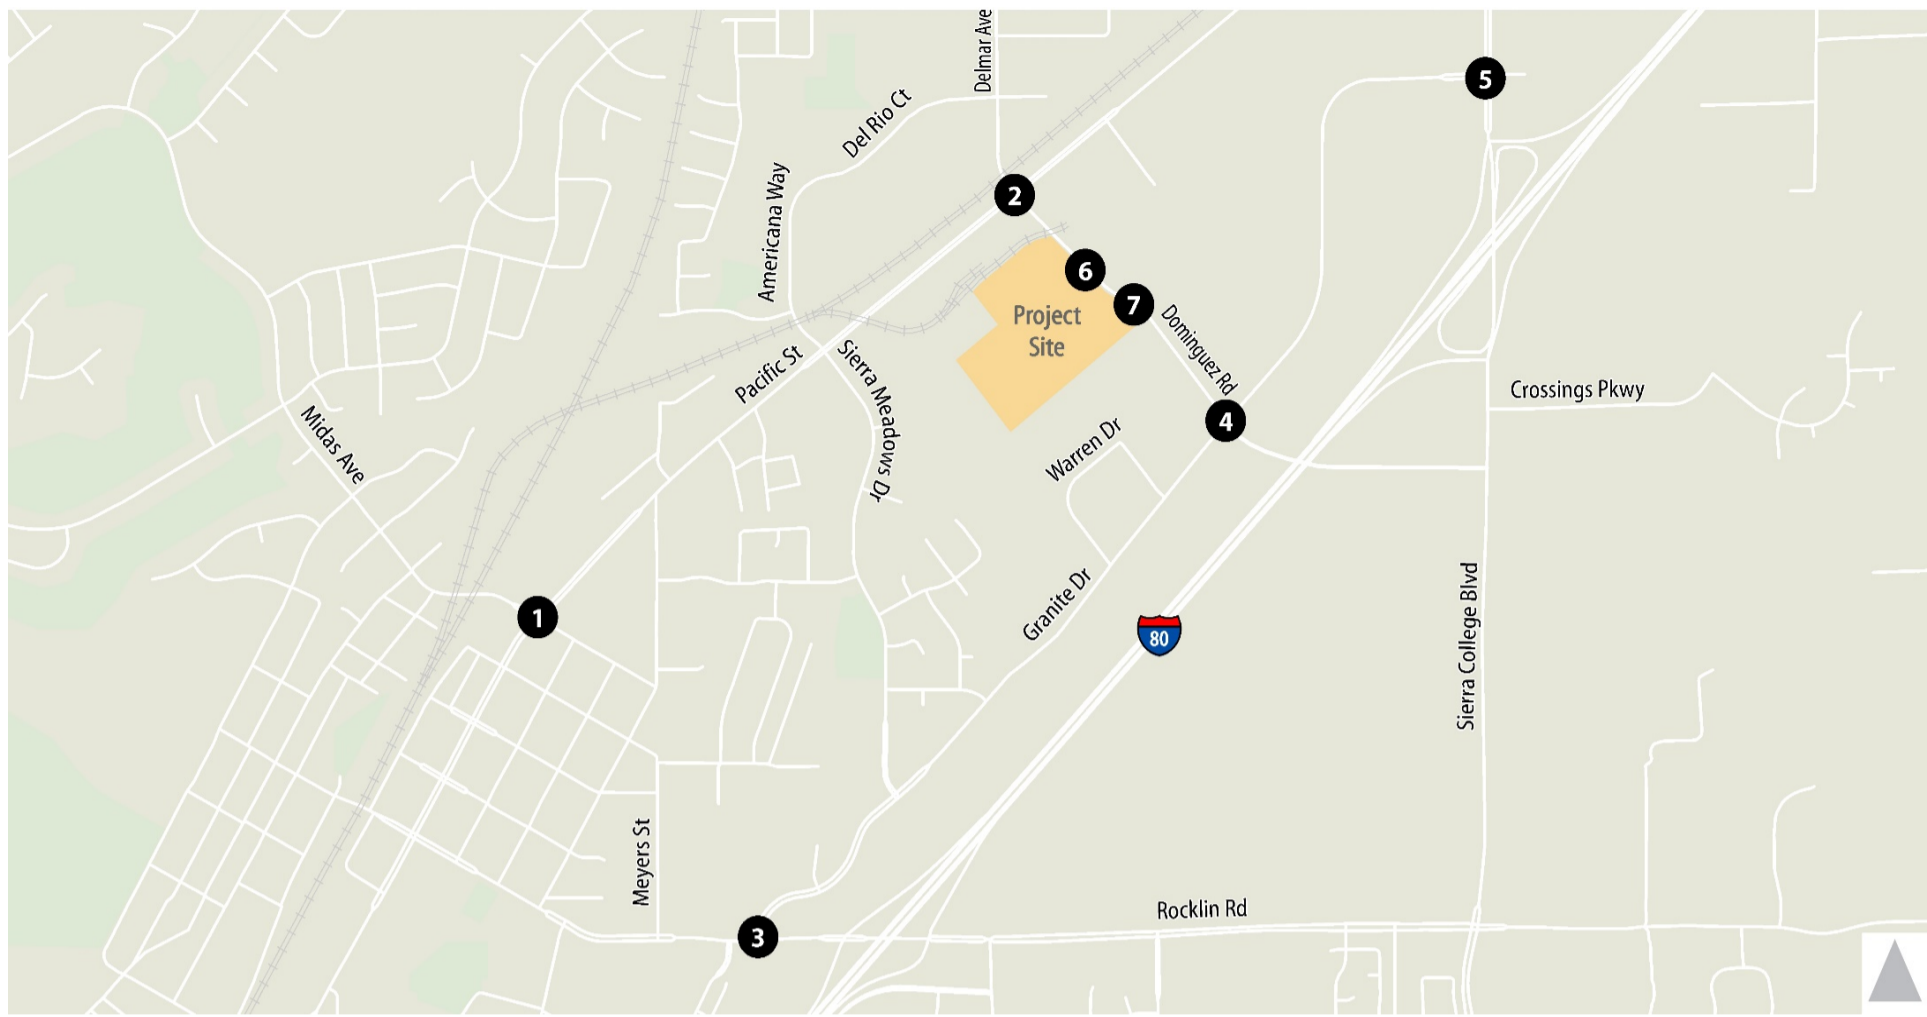 Delmar Ave
5
Del Rio Ct
Americana Way
2
6
7
Project
Site
Dominguez Rd
Pacific St
Sierra Meadows Dr
Crossings Pkwy
4
Midas Ave
Warren Dr
1
Granite Dr
80
Sierra College Blvd
Meyers St
Rocklin Rd
3